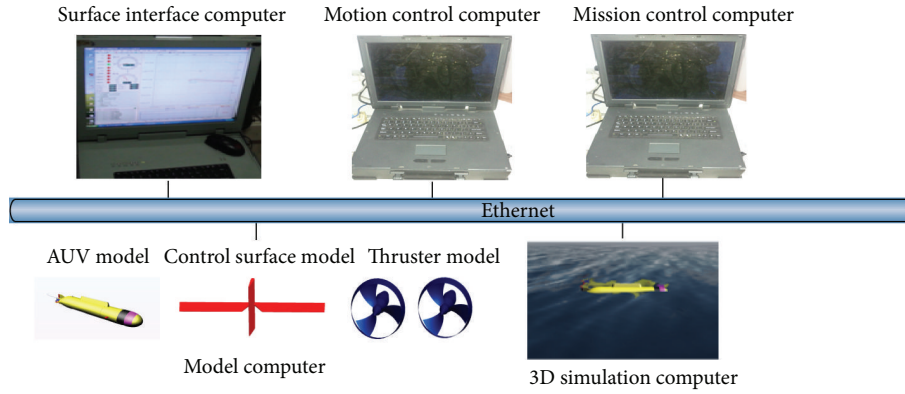 Surface interface computer
Motion control computer
Mission control computer
Ethernet
AUV model
Control surface model
Thruster model
Model computer
3D simulation computer